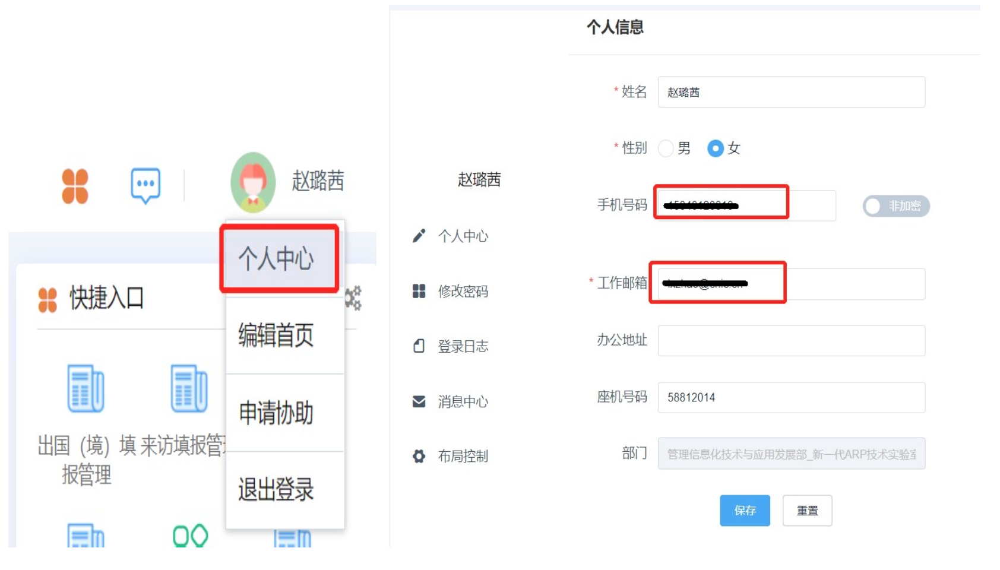 赵璐茜
个人中心
快捷入口
编辑首页
申请协助
退出登录
出国（境）填
报管理
来访填报管
个人信息
* 姓名 赵璐茜
* 性别 男 女
赵璐茜
手机号码 非加密
个人中心
* 工作邮箱
修改密码
办公地址
登录日志
座机号码 58812014
消息中心
部门 管理信息化技术与应用发展部_新一代ARP技术实验室
布局控制
保存 重置